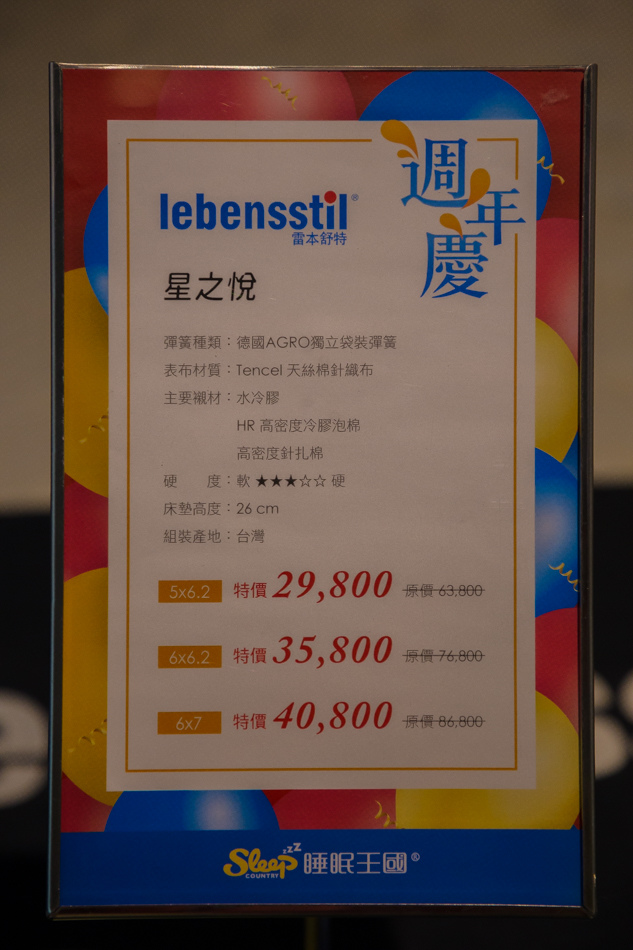 週年慶
lebensstil®
雷本舒特
星之悅
彈簧種類：德國AGRO獨立袋裝彈簧
表布材質：Tencel 天絲棉針織布
主要襯材：水冷膠
HR 高密度冷膠泡棉
高密度針扎棉
硬　　度：軟 ★★★☆☆ 硬
床墊高度：26 cm
組裝產地：台灣
5x6.2 特價 29,800 原價 63,800
6x6.2 特價 35,800 原價 76,800
6x7 特價 40,800 原價 86,800
Sleep zzz COUNTRY 睡眠王國®